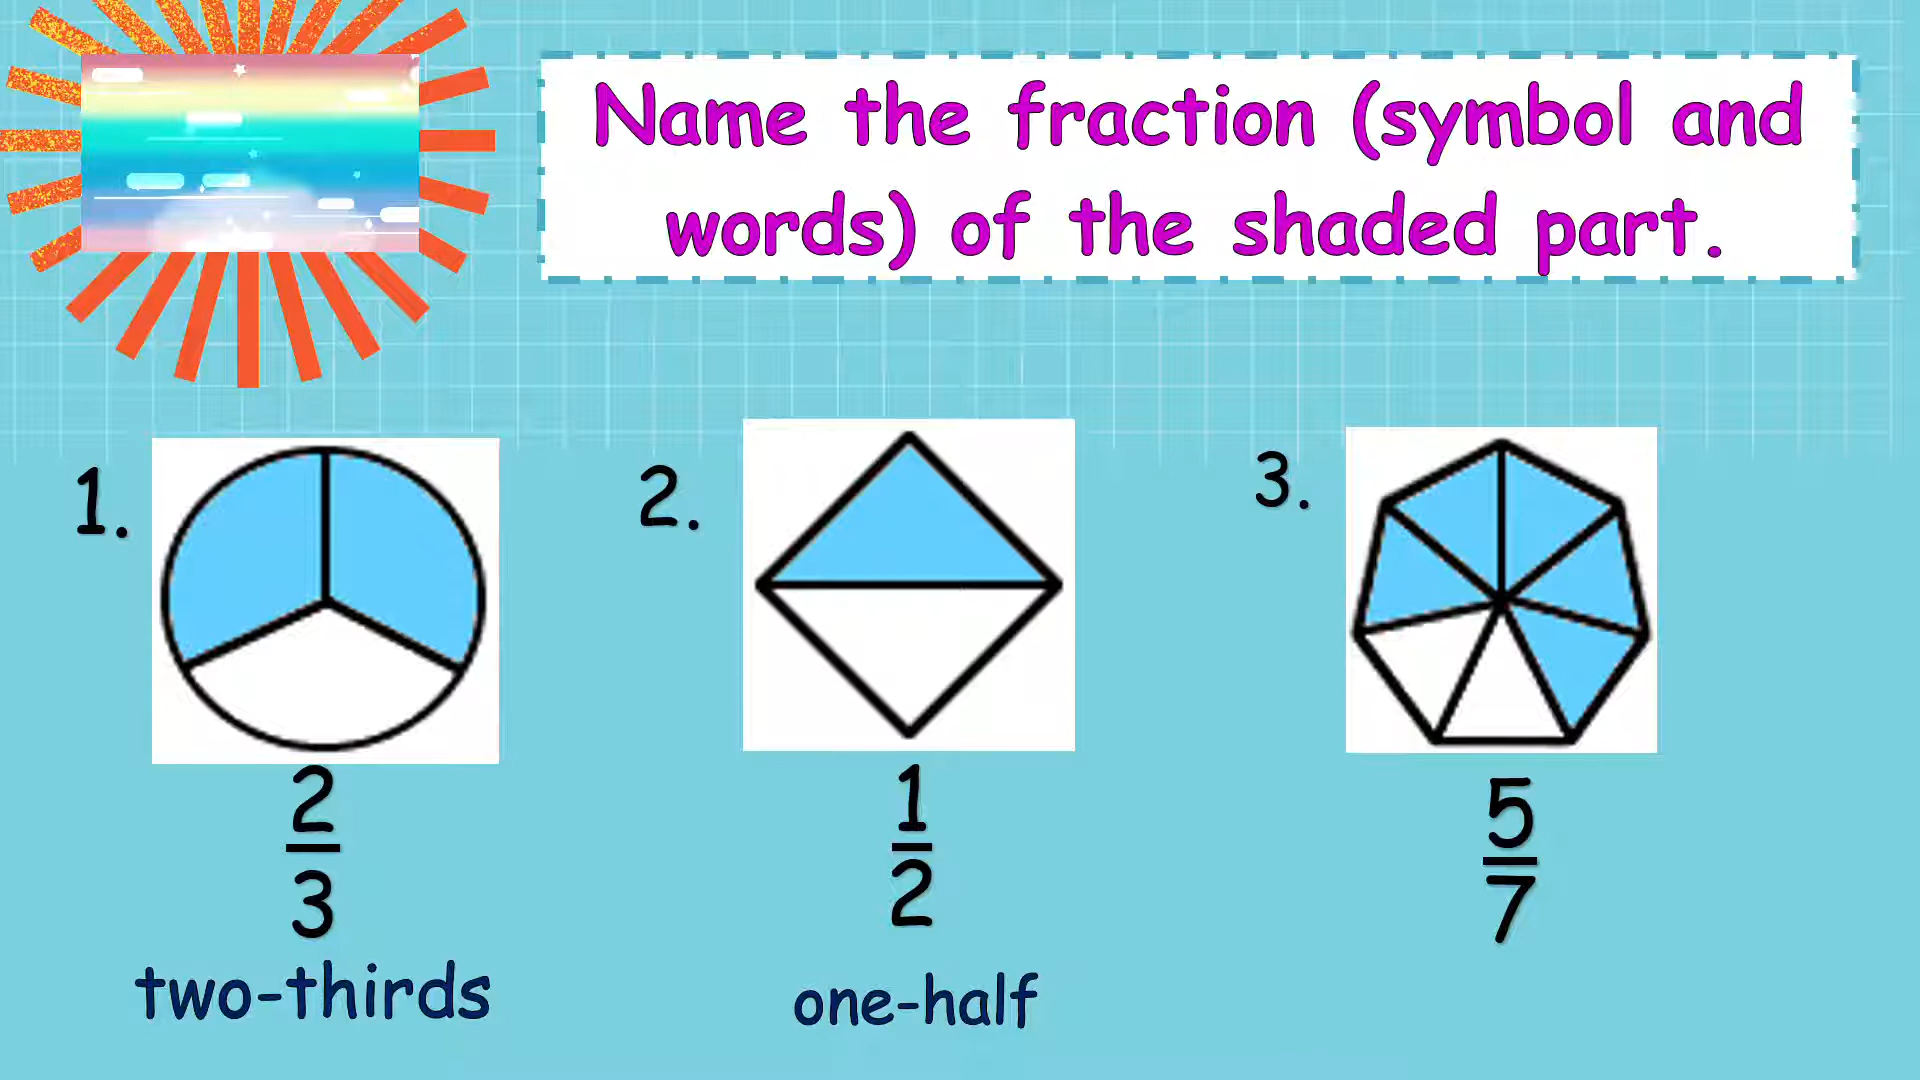 Name the fraction (symbol and
words) of the shaded part.
1.
2.
3.
2
3
1
2
5
7
two-thirds
one-half